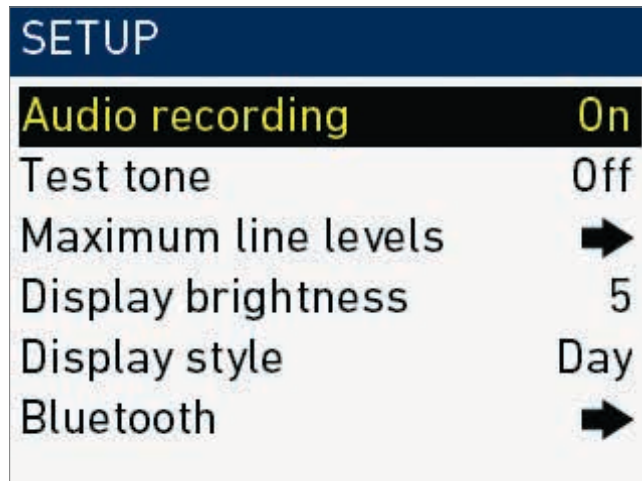 SETUP
Audio recording On
Test tone Off
Maximum line levels
Display brightness 5
Display style Day
Bluetooth